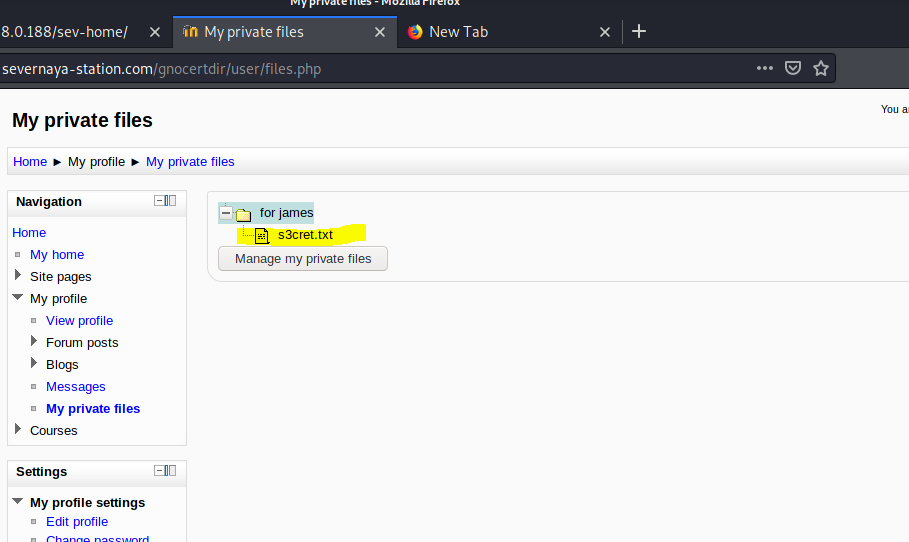 My private files - Mozilla Firefox
8.0.188/sev-home/
My private files
New Tab
severnaya-station.com/gnocertdir/user/files.php
You a
My private files
Home ► My profile ► My private files
Navigation
Home
My home
Site pages
My profile
View profile
Forum posts
Blogs
Messages
My private files
Courses
for james
s3cret.txt
Manage my private files
Settings
My profile settings
Edit profile
Change password